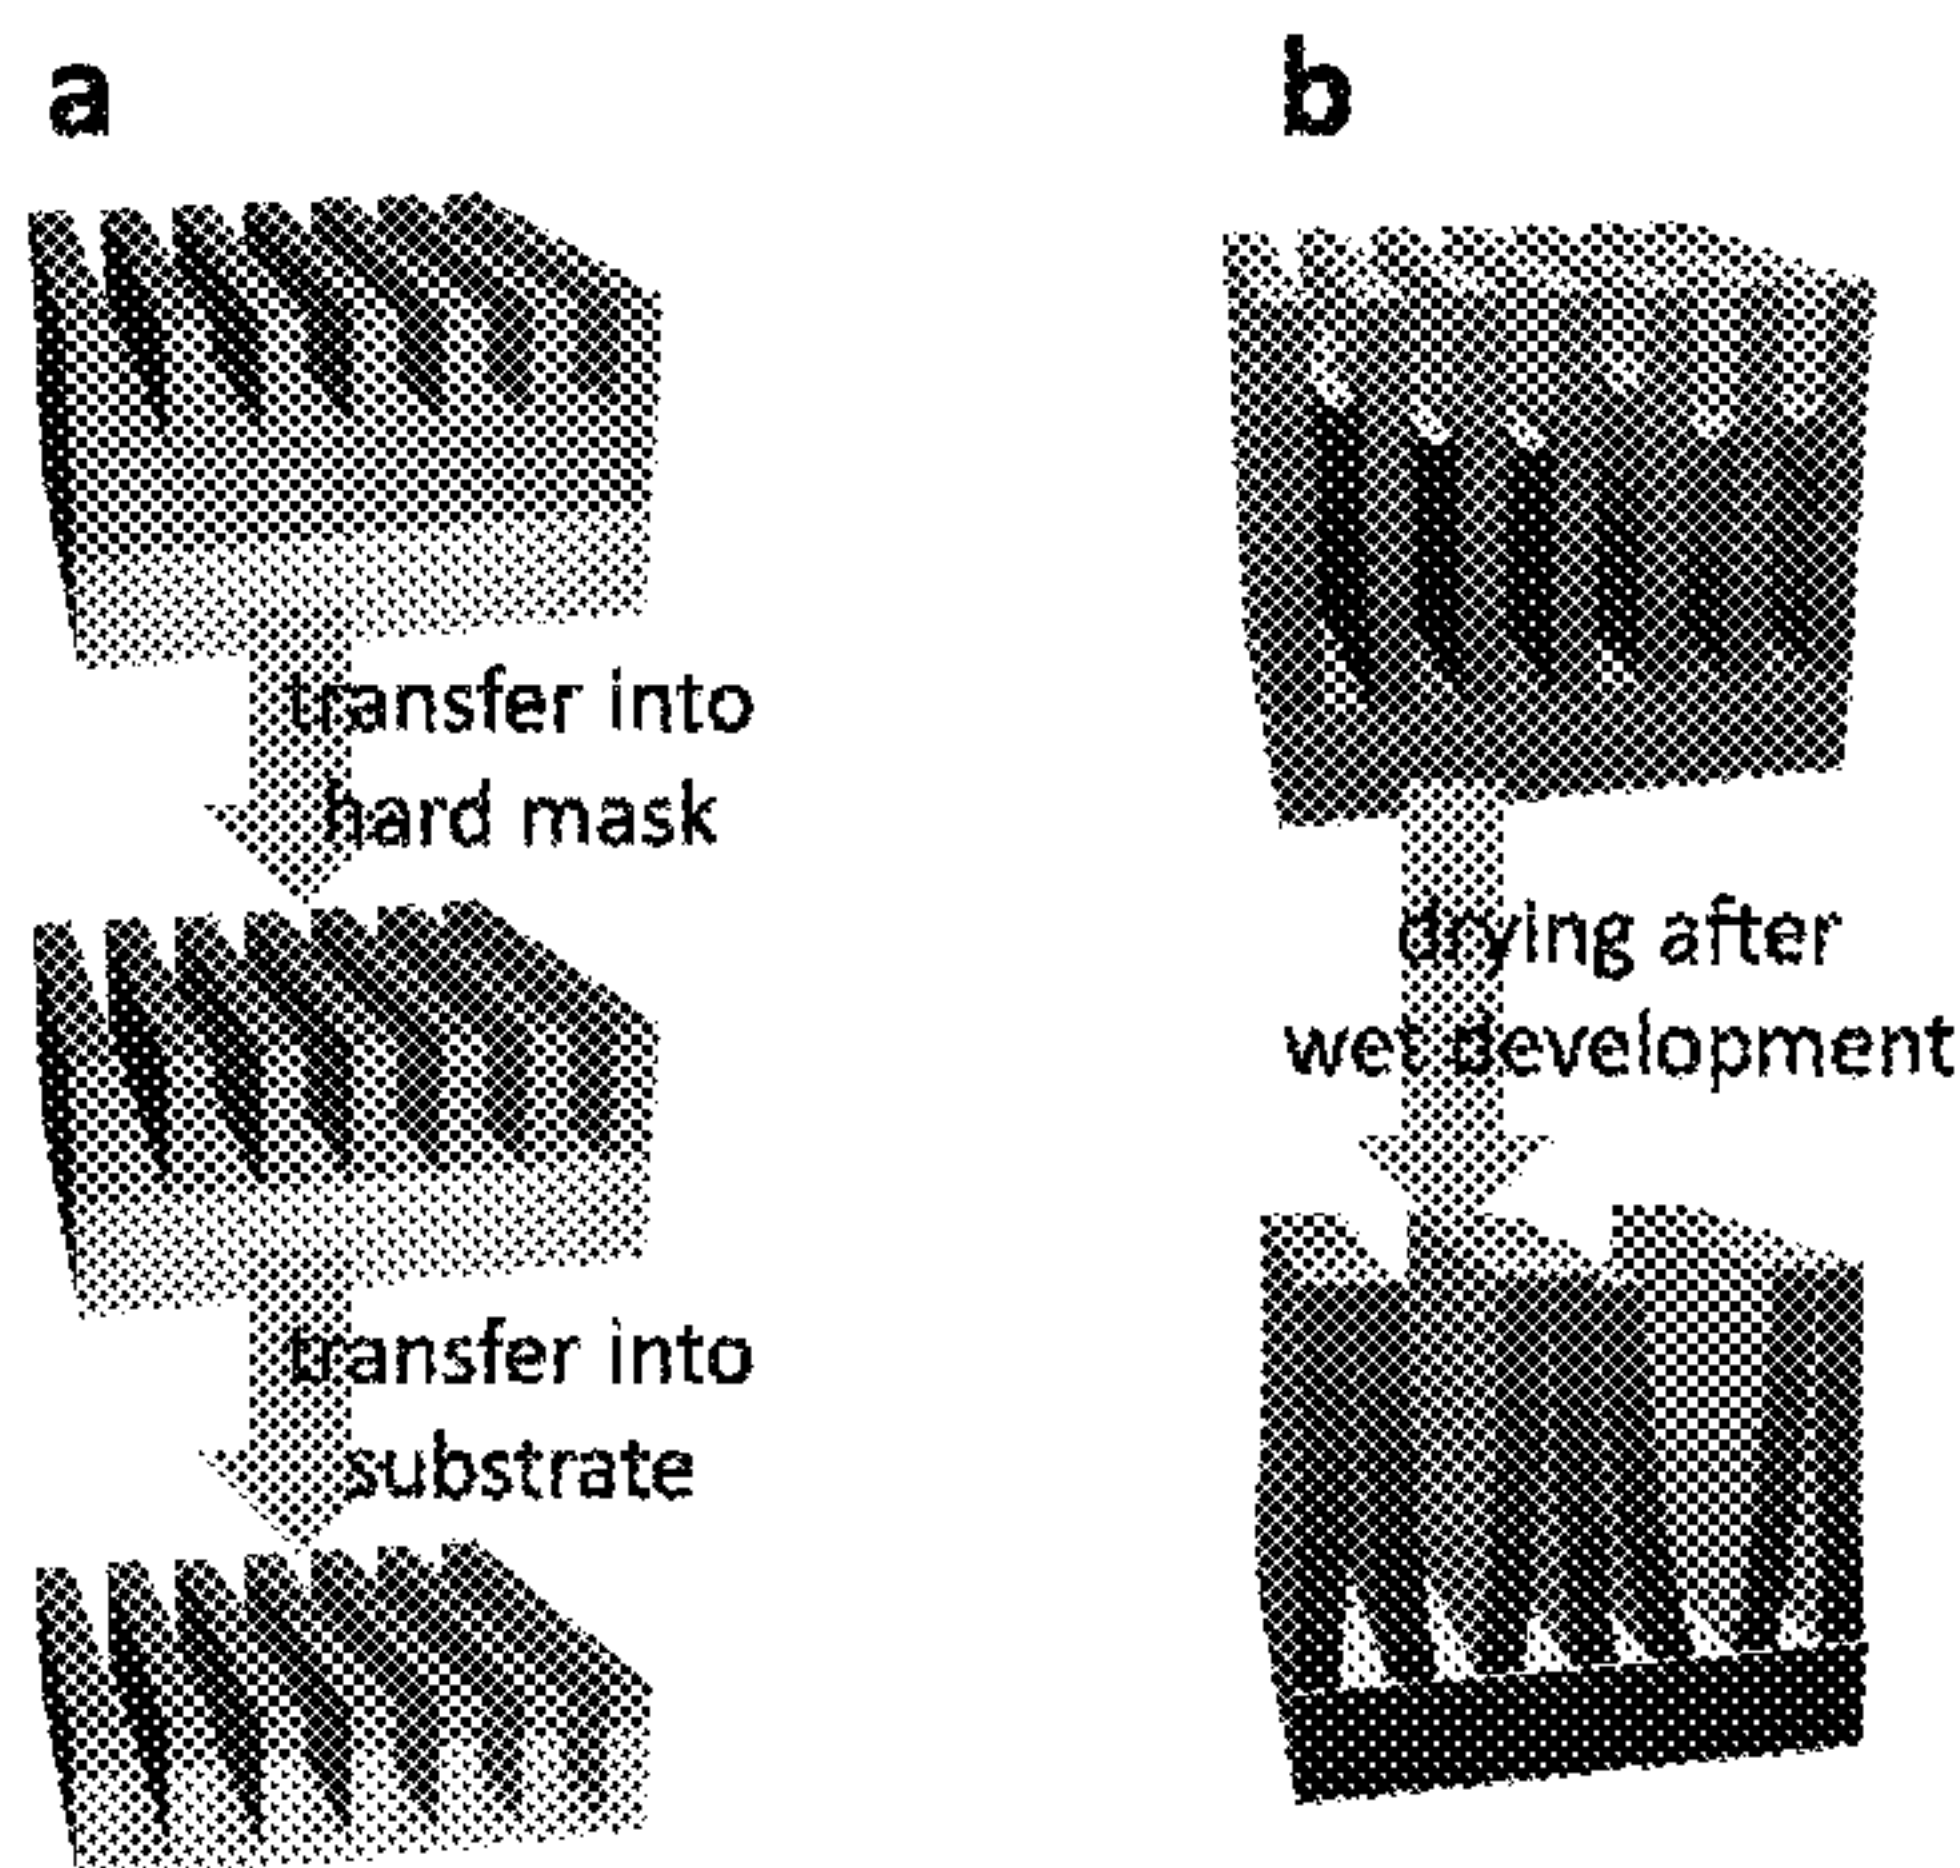 a
b
transfer into
hard mask
drying after
wet development
transfer into
substrate